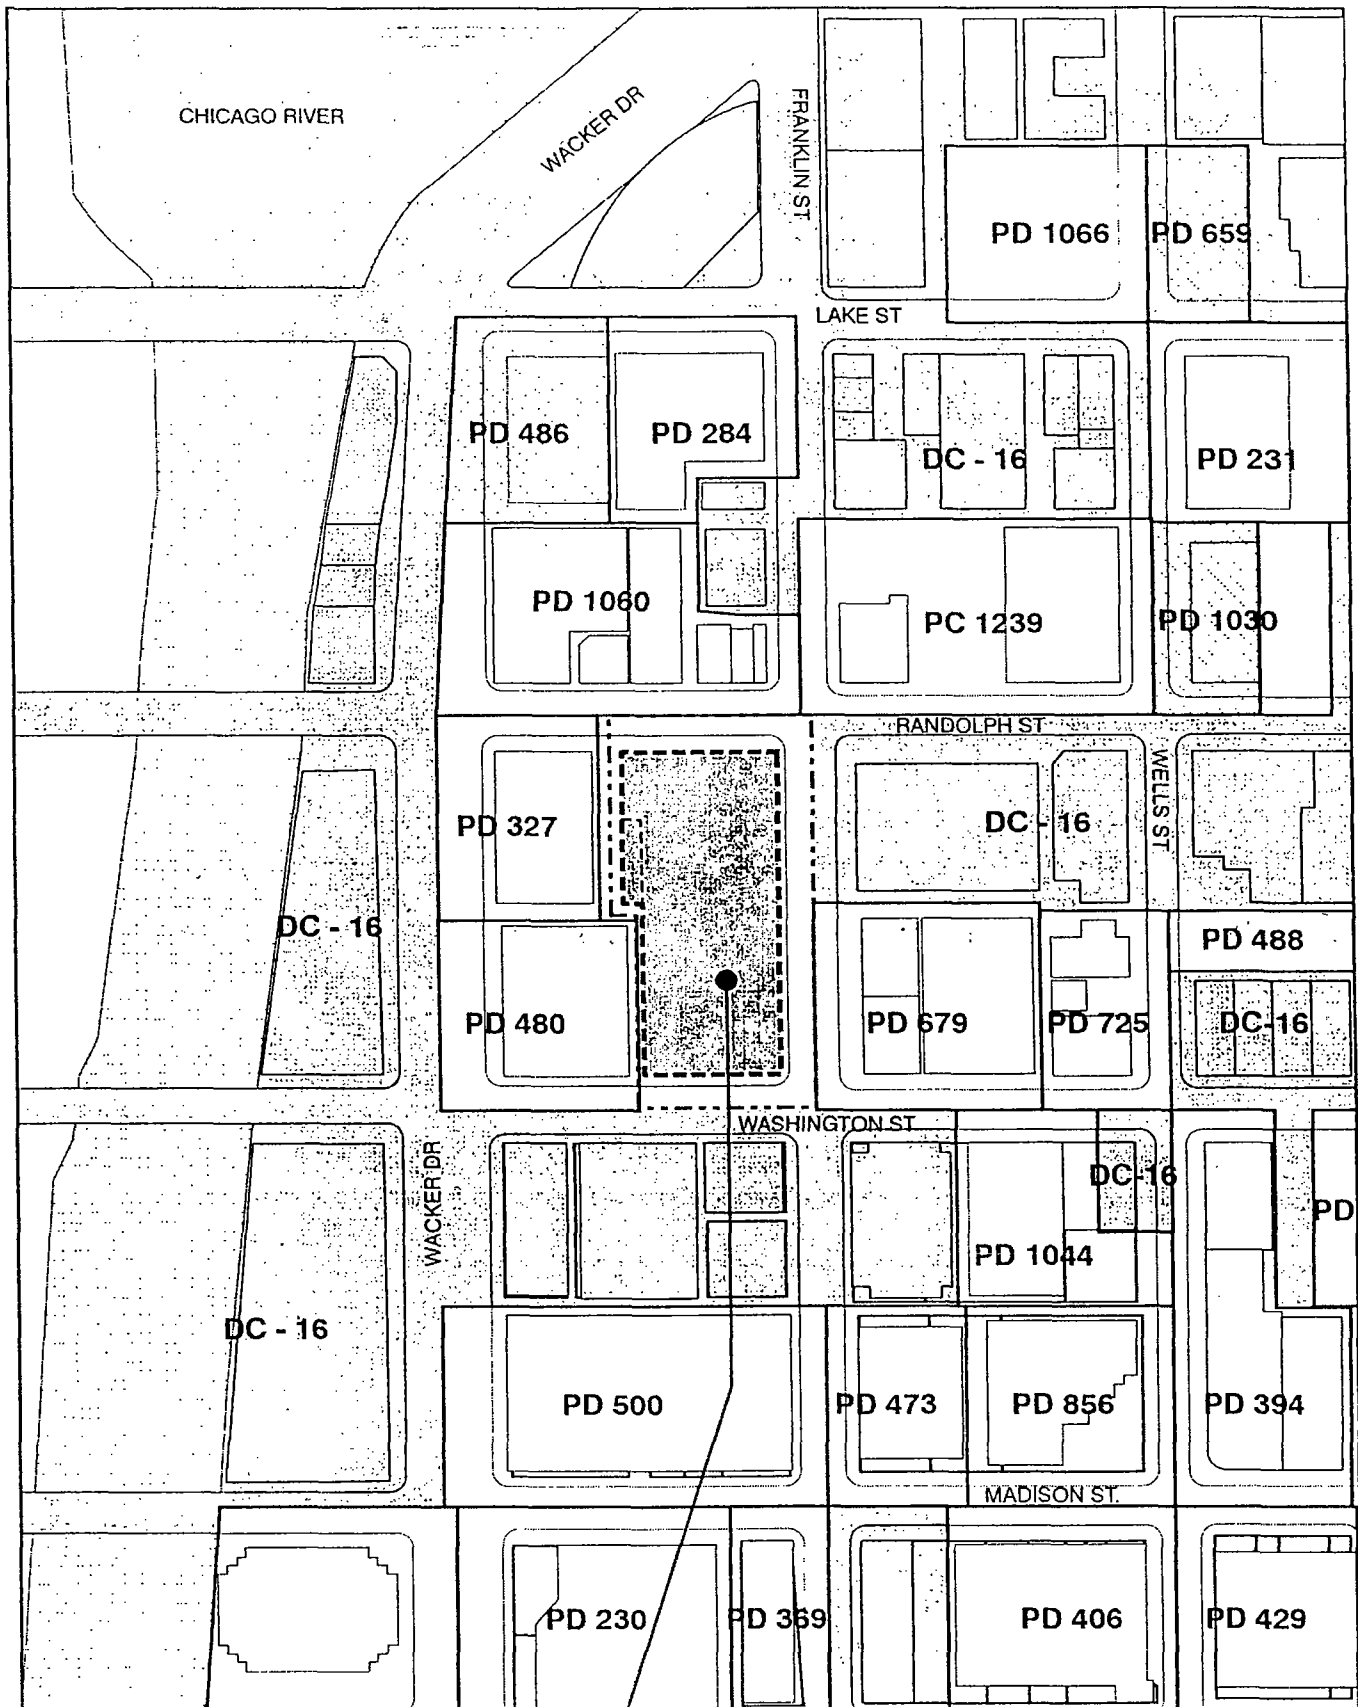 CHICAGO RIVER
WACKER DR
FRANKLIN ST
PD 1066
PD 659
LAKE ST
PD 486
PD 284
DC - 16
PD 231
PD 1060
PC 1239
PD 1030
RANDOLPH ST
WELLS ST.
PD 327
DC - 16
DC - 16
PD 488
PD 480
PD 679
PD 725
DC-16
WASHINGTON ST
WACKER DR
DC-16
PD
PD 1044
DC - 16
PD 500
PD 473
PD 856
PD 394
MADISON ST.
PD 230
PD 369
PD 406
PD 429